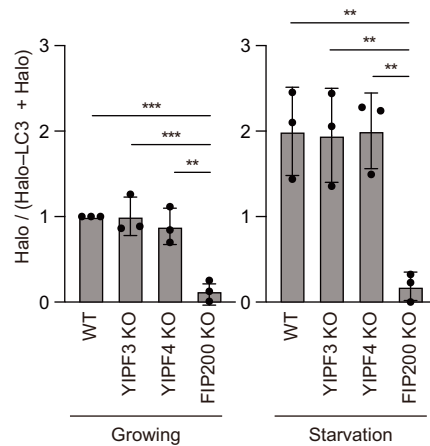 Halo / (Halo–LC3 + Halo)
3
2
1
0
***
***
**
WT
YIPF3 KO
YIPF4 KO
FIP200 KO
Growing
3
2
1
0
**
**
**
WT
YIPF3 KO
YIPF4 KO
FIP200 KO
Starvation